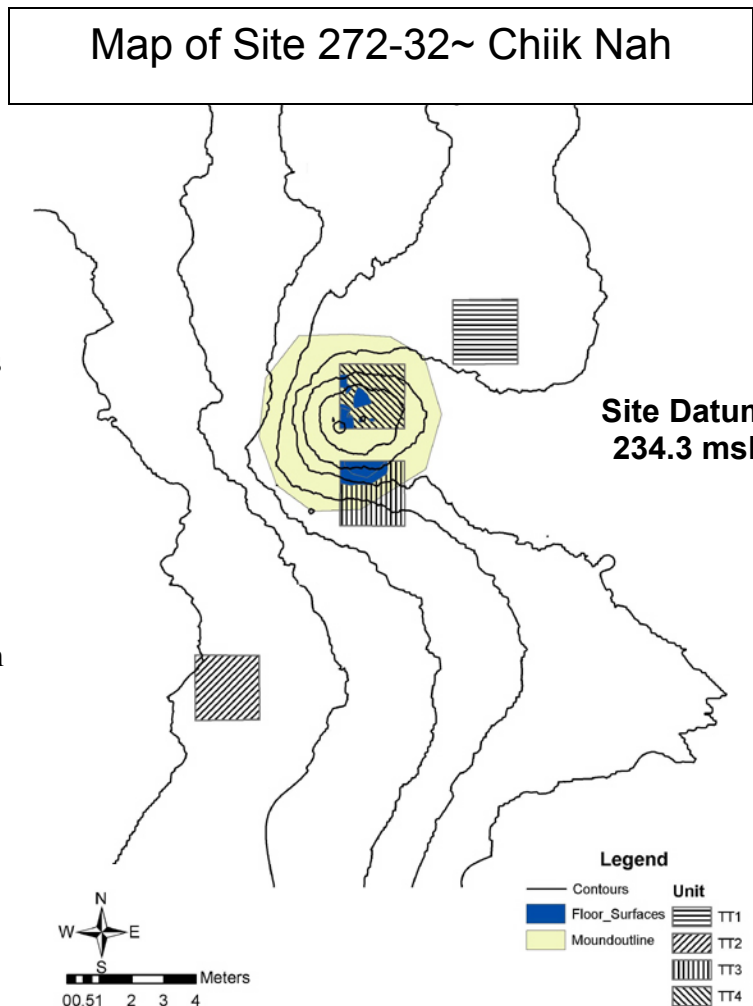 Map of Site 272-32~ Chiik Nah
Site Datum
234.3 msl
Legend
Contours
Floor_Surfaces
Moundoutline
Unit
TT1
TT2
TT3
TT4
N
W E
S
Meters
00.51 2 3 4